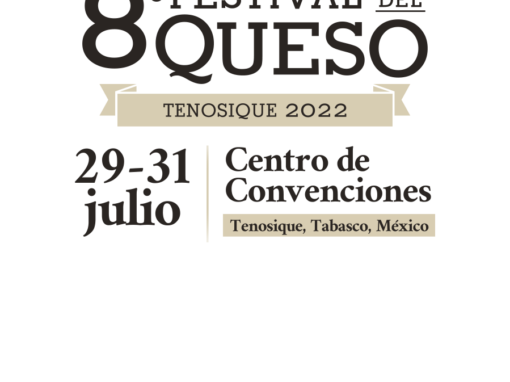 8° FESTIVAL DEL
QUESO
TENOSIQUE 2022
29-31
julio
Centro de
Convenciones
Tenosique, Tabasco, México